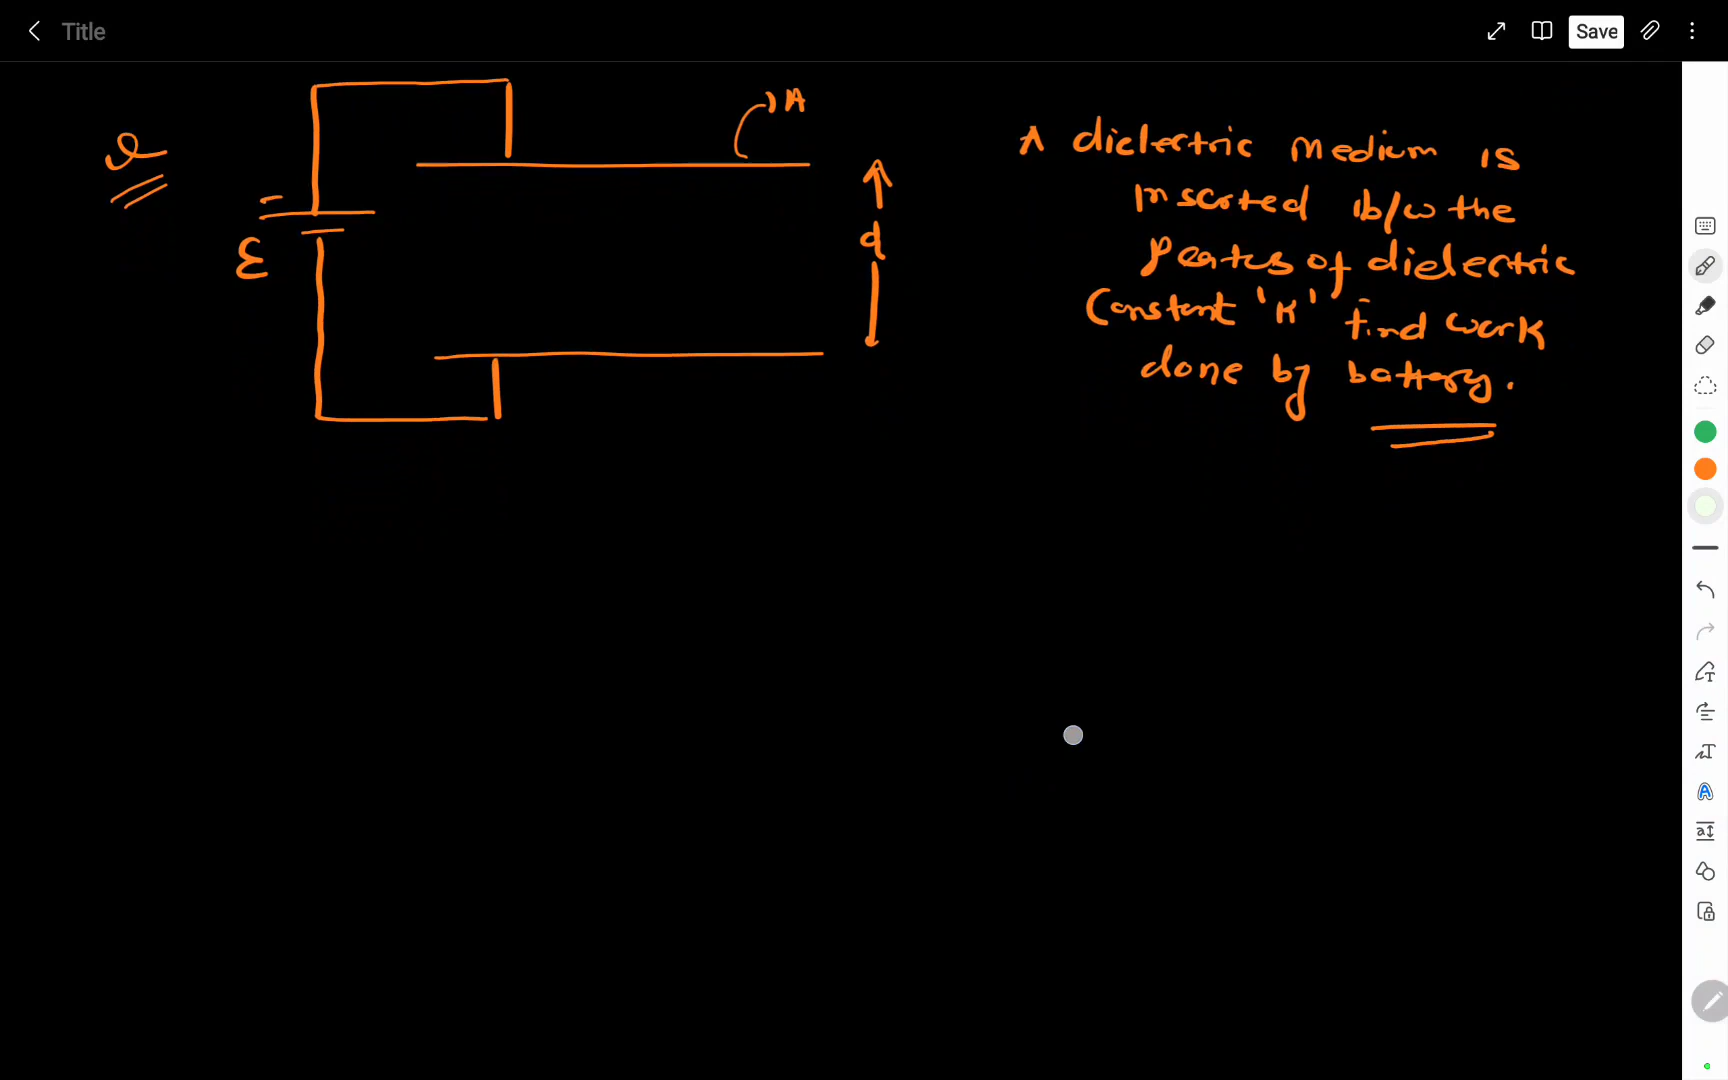 Title
Save
A
d
ε
A dielectric medium is
Inserted b/w the
Plates of dielectric
Constant 'K' find work
done by battery.